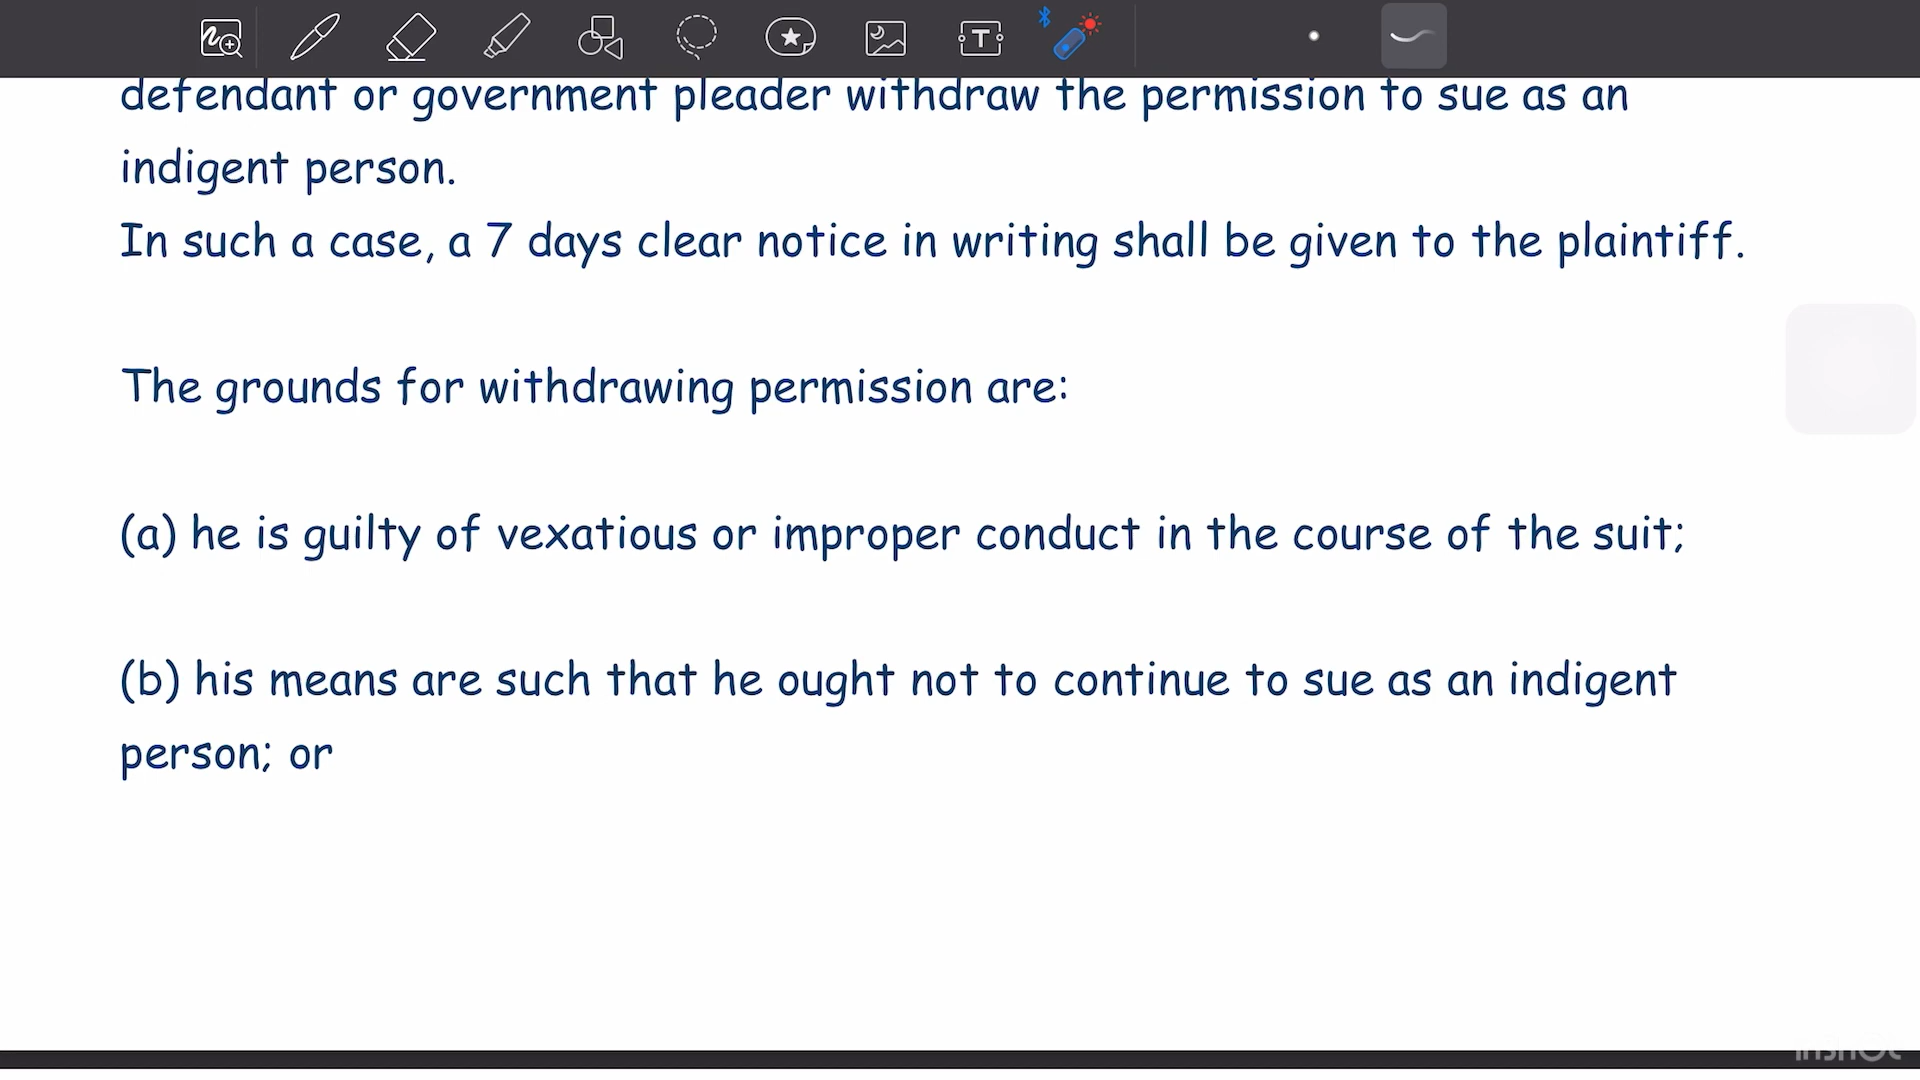 defendant or government pleader withdraw the permission to sue as an
indigent person.
In such a case, a 7 days clear notice in writing shall be given to the plaintiff.
The grounds for withdrawing permission are:
(a) he is guilty of vexatious or improper conduct in the course of the suit;
(b) his means are such that he ought not to continue to sue as an indigent
person; or